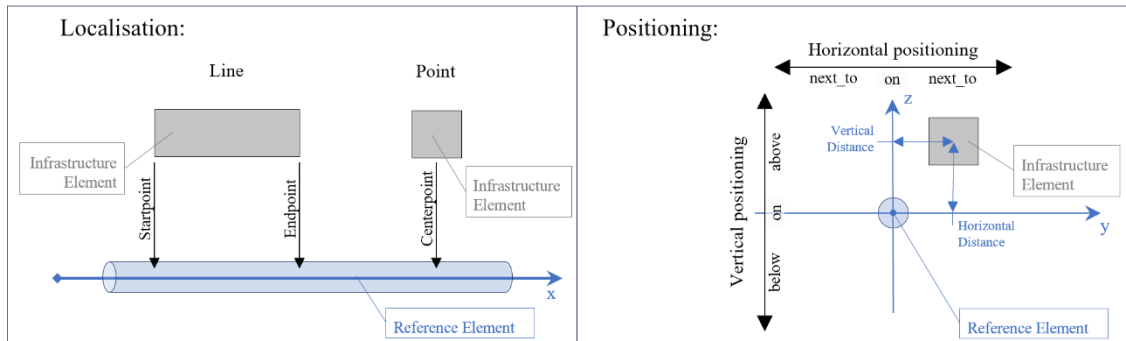 Localisation:
Line
Point
Infrastructure
Element
Infrastructure
Element
Startpoint
Endpoint
Centerpoint
x
Reference Element
Positioning:
Horizontal positioning
next_to on next_to
z
Vertical positioning
above
on
below
Vertical
Distance
Infrastructure
Element
Horizontal
Distance
y
Reference Element